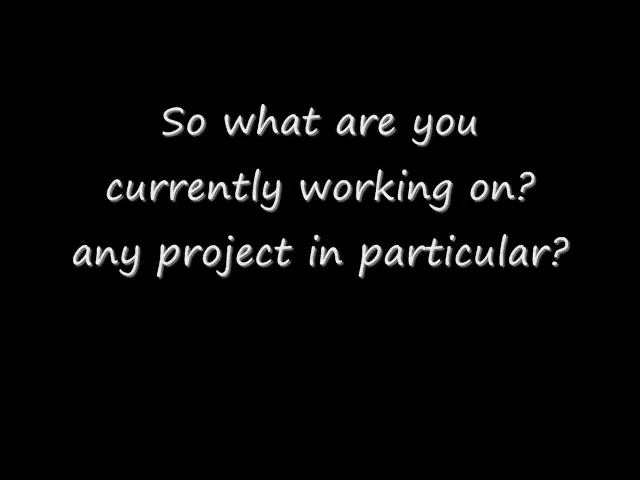 So what are you
currently working on?
any project in particular?